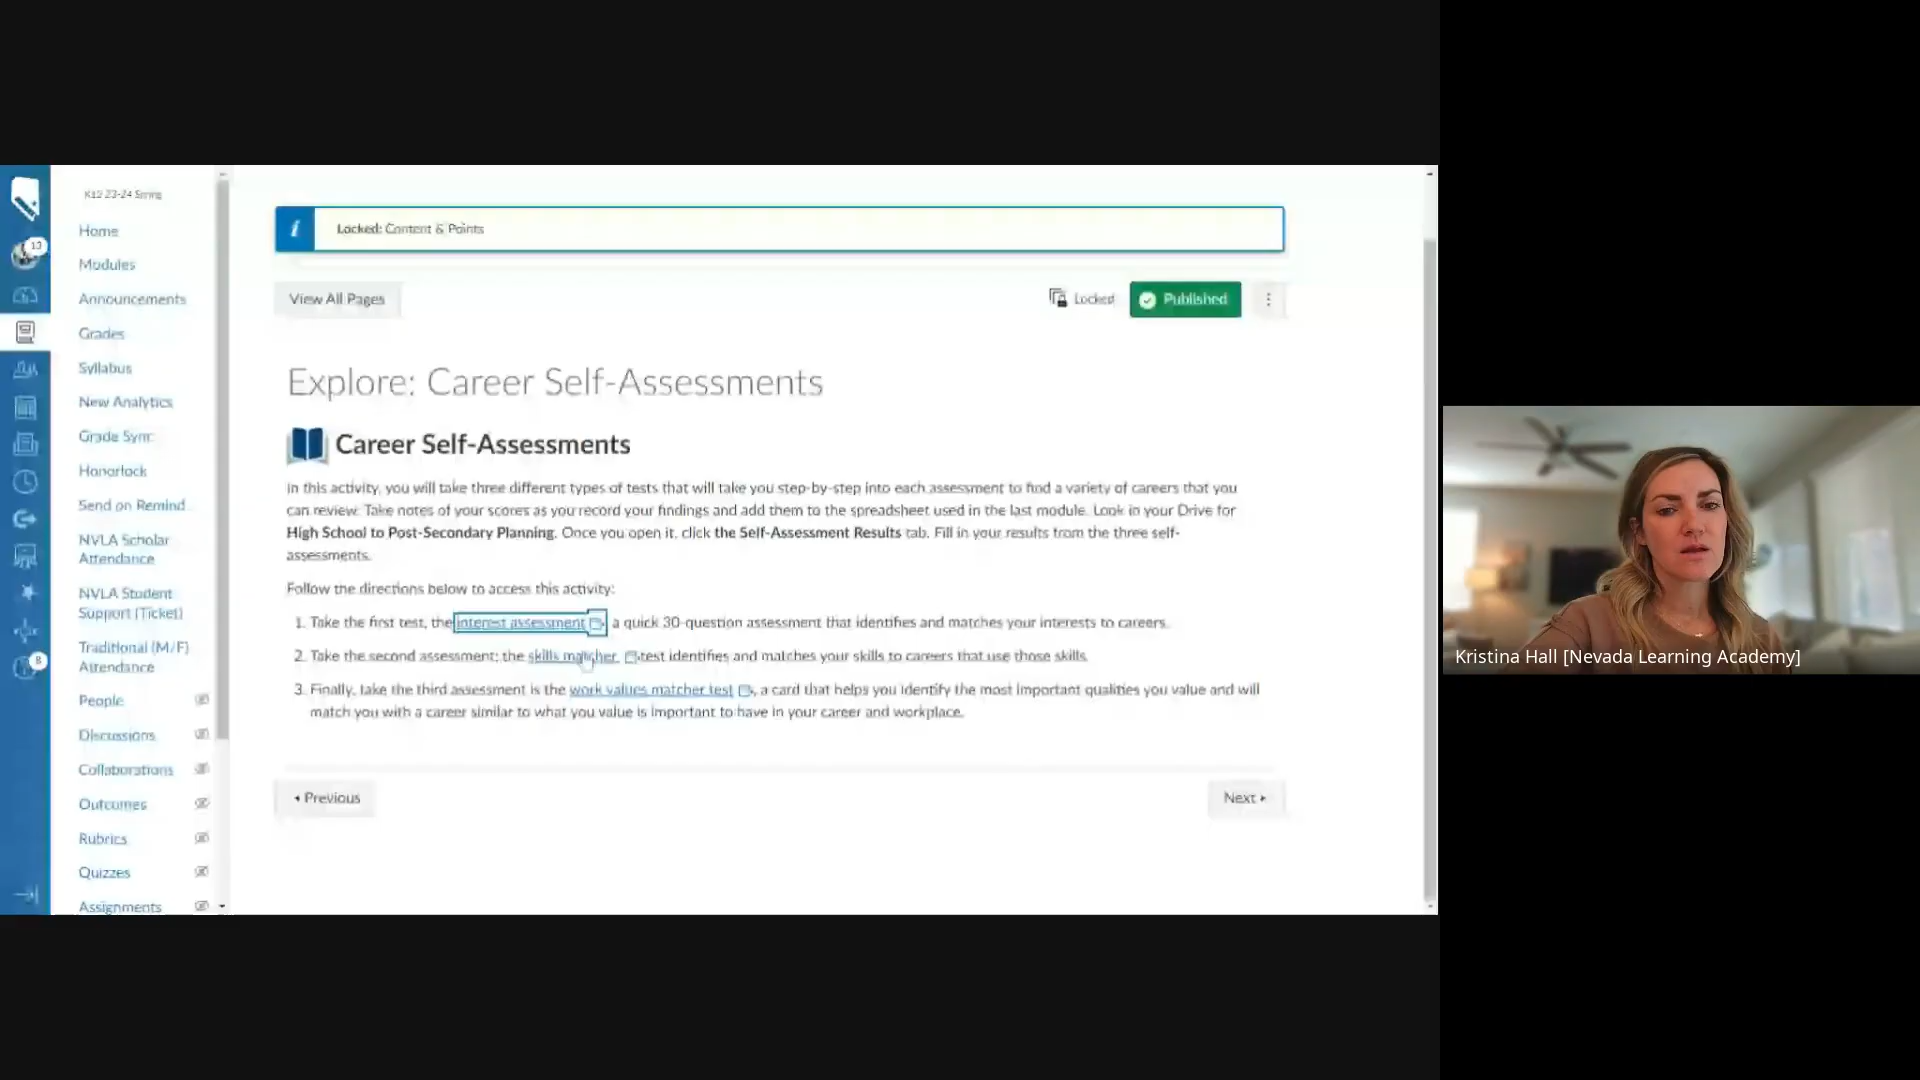 K12 23-24 Spring
Home
Modules
Announcements
Grades
Syllabus
New Analytics
Grade Sync
Honorlock
Send on Remind
NVLA Scholar
Attendance
NVLA Student
Support (Ticket)
Traditional (M/F)
Attendance
People
Discussions
Collaborations
Outcomes
Rubrics
Quizzes
Assignments
13
8
i
Locked: Content & Points
View All Pages
Locked
Published
Explore: Career Self-Assessments
Career Self-Assessments
In this activity, you will take three different types of tests that will take you step-by-step into each assessment to find a variety of careers that you
can review. Take notes of your scores as you record your findings and add them to the spreadsheet used in the last module. Look in your Drive for
High School to Post-Secondary Planning. Once you open it, click the Self-Assessment Results tab. Fill in your results from the three self-
assessments.
Follow the directions below to access this activity:
1. Take the first test, the interest assessment , a quick 30-question assessment that identifies and matches your interests to careers.
2. Take the second assessment; the skills matcher test identifies and matches your skills to careers that use those skills.
3. Finally, take the third assessment is the work values matcher test , a card that helps you identify the most important qualities you value and will
match you with a career similar to what you value is important to have in your career and workplace.
Previous
Next
Kristina Hall [Nevada Learning Academy]